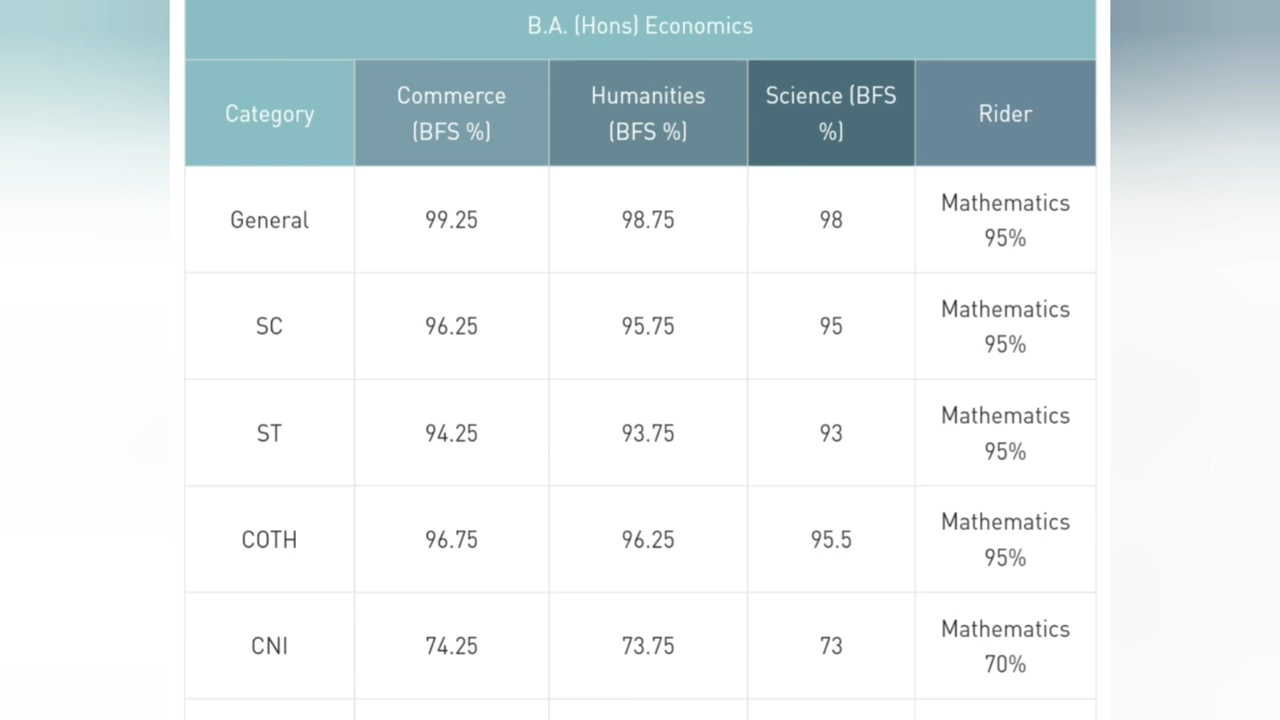 B.A. (Hons) Economics
Category Commerce (BFS %) Humanities (BFS %) Science (BFS %) Rider
General 99.25 98.75 98 Mathematics 95%
SC 96.25 95.75 95 Mathematics 95%
ST 94.25 93.75 93 Mathematics 95%
COTH 96.75 96.25 95.5 Mathematics 95%
CNI 74.25 73.75 73 Mathematics 70%